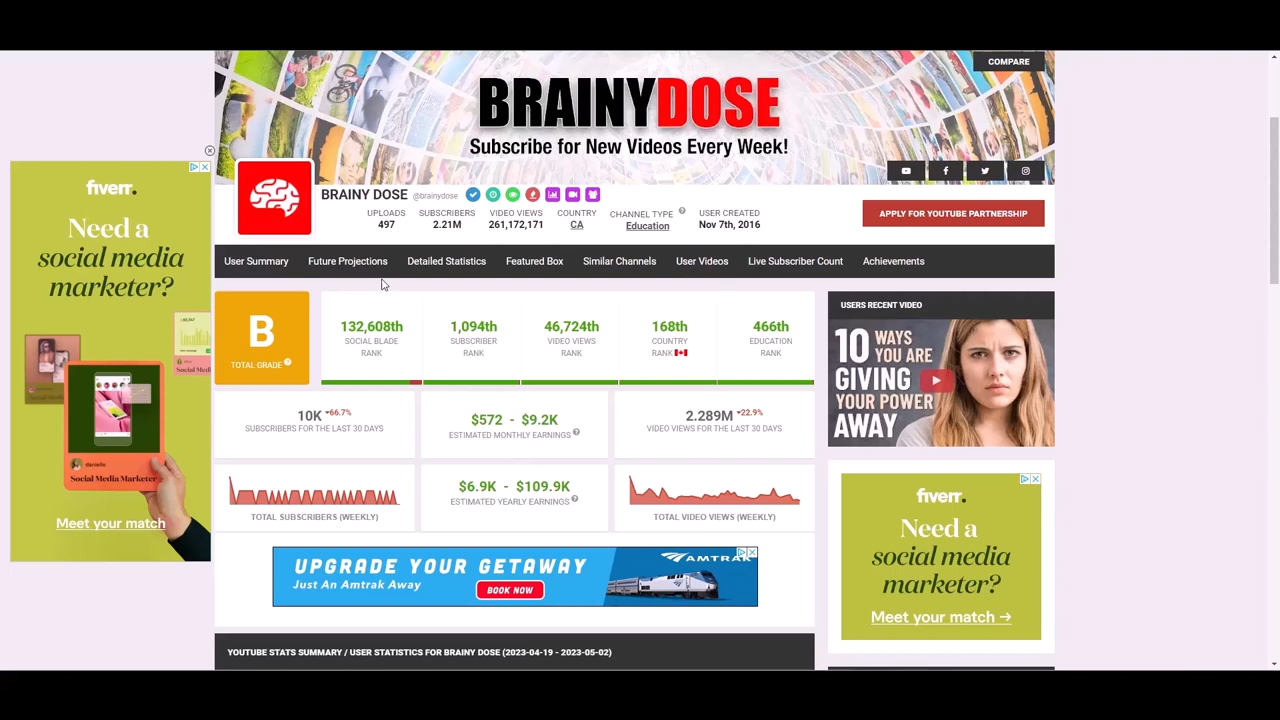 COMPARE
BRAINYDOSE
Subscribe for New Videos Every Week!
BRAINY DOSE @brainydose
UPLOADS SUBSCRIBERS VIDEO VIEWS COUNTRY CHANNEL TYPE USER CREATED
497 2.21M 261,172,171 CA Education Nov 7th, 2016
APPLY FOR YOUTUBE PARTNERSHIP
User Summary Future Projections Detailed Statistics Featured Box Similar Channels User Videos Live Subscriber Count Achievements
fiverr.
Need a
social media
marketer?
danielle
Social Media Marketer
Meet your match
B
TOTAL GRADE
132,608th
SOCIAL BLADE
RANK
1,094th
SUBSCRIBER
RANK
46,724th
VIDEO VIEWS
RANK
168th
COUNTRY
RANK
466th
EDUCATION
RANK
10K 66.7%
SUBSCRIBERS FOR THE LAST 30 DAYS
$572 - $9.2K
ESTIMATED MONTHLY EARNINGS
2.289M 22.9%
VIDEO VIEWS FOR THE LAST 30 DAYS
TOTAL SUBSCRIBERS (WEEKLY)
$6.9K - $109.9K
ESTIMATED YEARLY EARNINGS
TOTAL VIDEO VIEWS (WEEKLY)
UPGRADE YOUR GETAWAY
Just An Amtrak Away
BOOK NOW
AMTRAK
YOUTUBE STATS SUMMARY / USER STATISTICS FOR BRAINY DOSE (2023-04-19 - 2023-05-02)
USERS RECENT VIDEO
10 WAYS
YOU ARE
GIVING
YOUR POWER
AWAY
fiverr.
Need a
social media
marketer?
Meet your match →